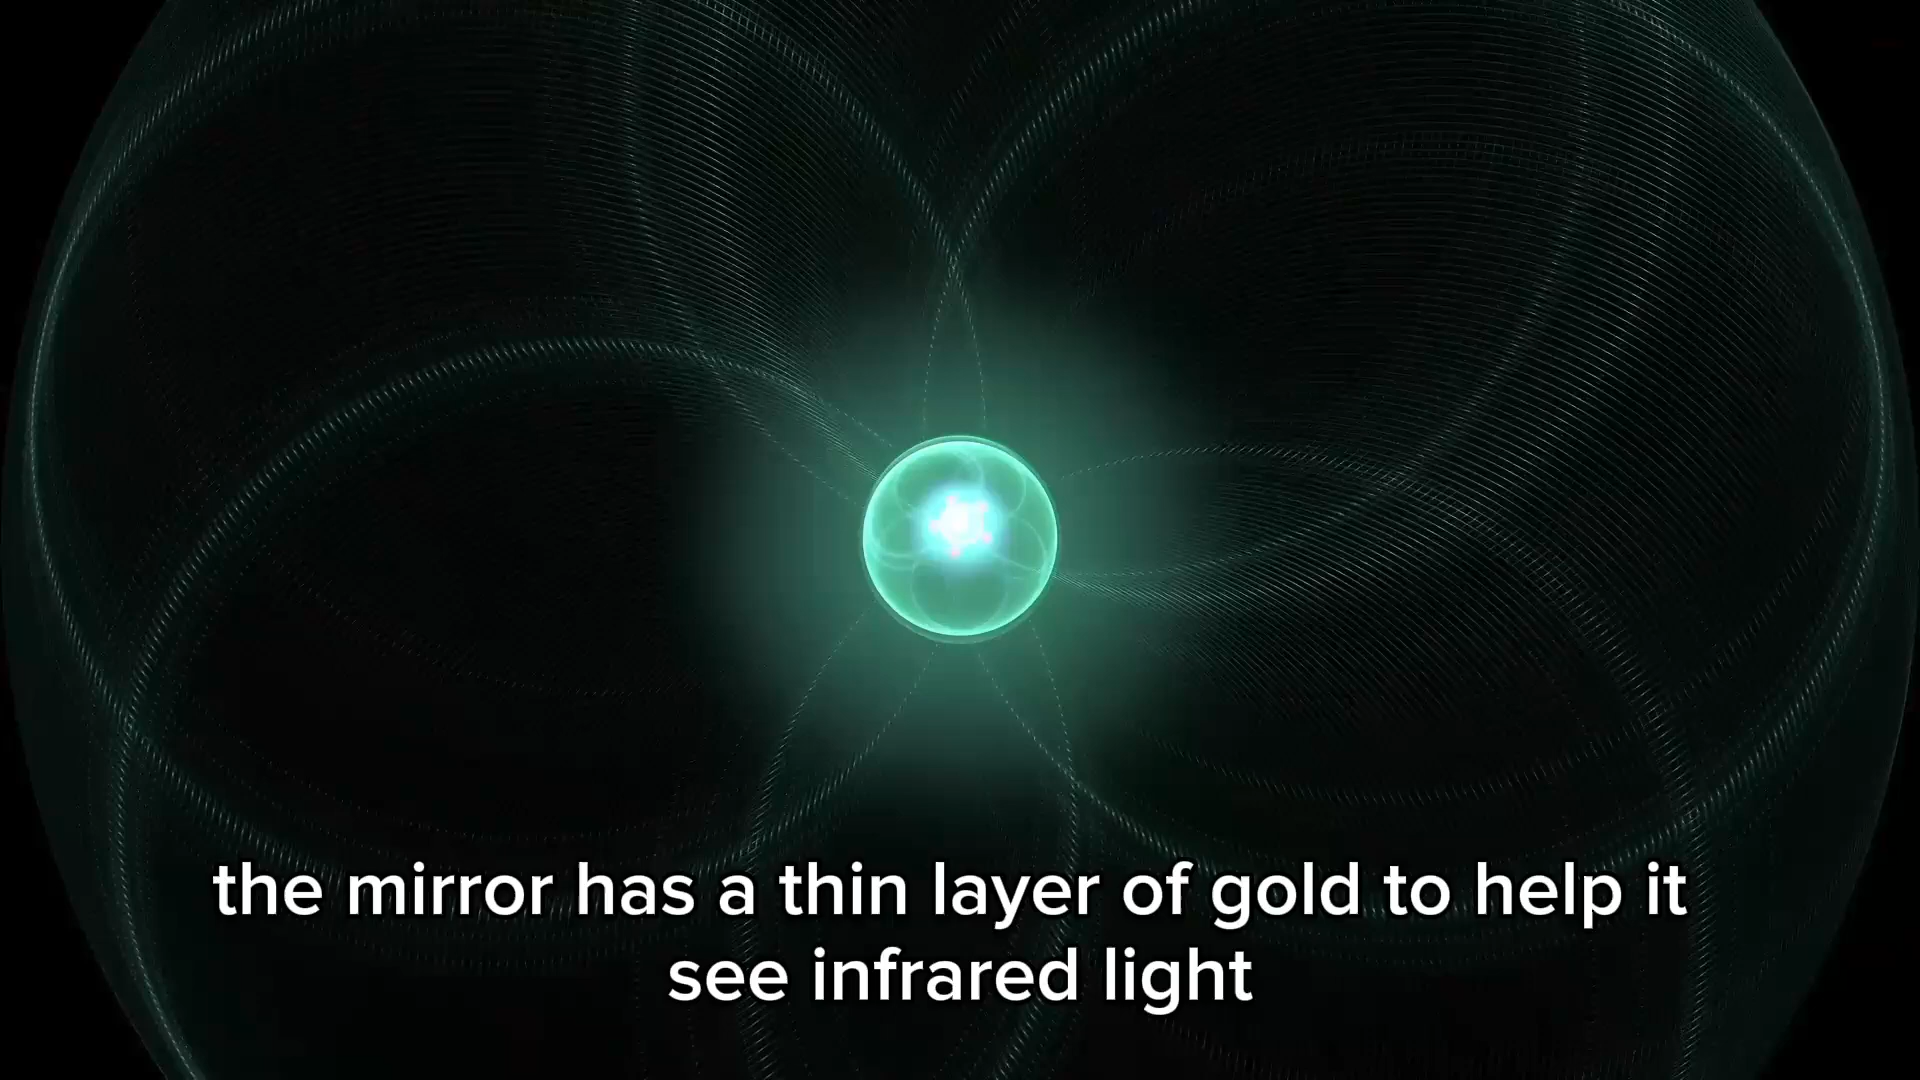 the mirror has a thin layer of gold to help it
see infrared light